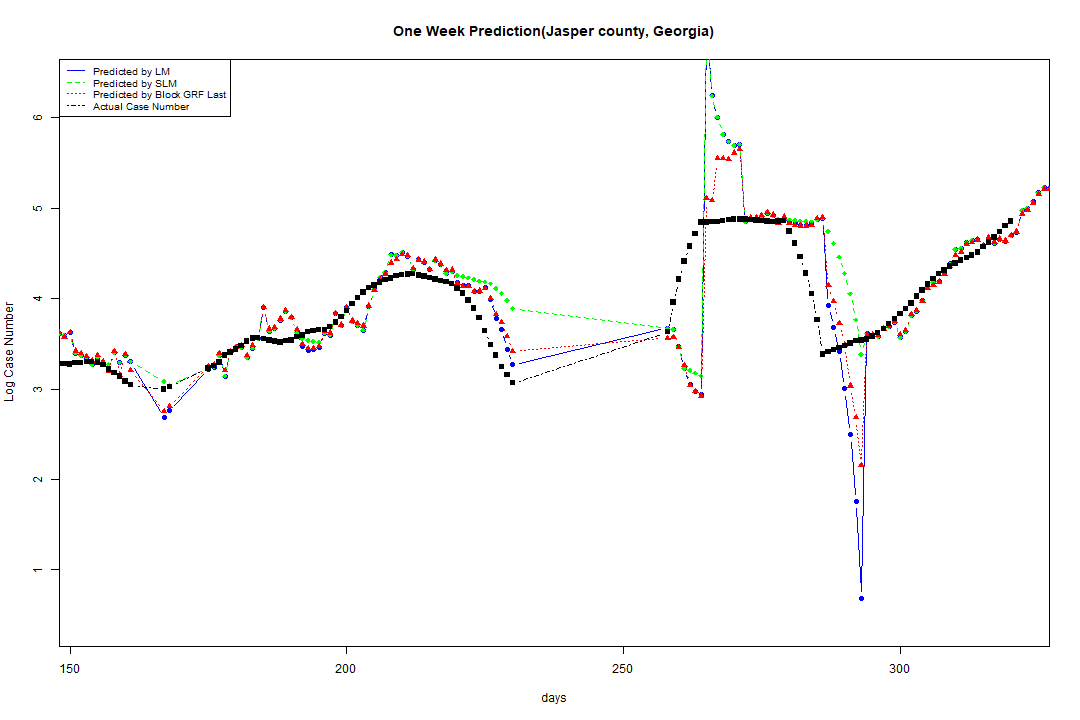 One Week Prediction(Jasper county, Georgia)
Predicted by LM
Predicted by SLM
Predicted by Block GRF Last
Actual Case Number
6
5
4
3
2
1
Log Case Number
150 200 250 300
days